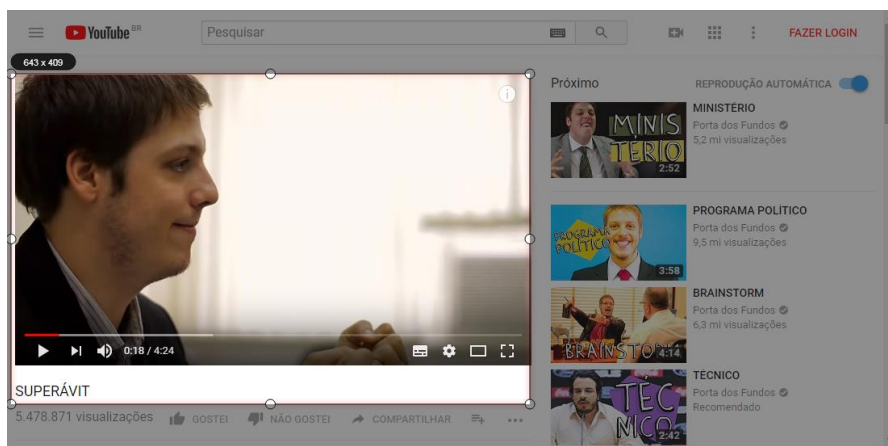 YouTube BR
Pesquisar
FAZER LOGIN
643 x 409
0:18 / 4:24
SUPERÁVIT
5.478.871 visualizações GOSTEI NÃO GOSTEI COMPARTILHAR
Próximo REPRODUÇÃO AUTOMÁTICA
MINISTÉRIO
Porta dos Fundos
5,2 mi visualizações
MINIS
TÉRIO
2:52
PROGRAMA POLÍTICO
Porta dos Fundos
9,5 mi visualizações
PROGRAMA
POLÍTICO
3:58
BRAINSTORM
Porta dos Fundos
6,3 mi visualizações
BRAINSTORM
4:14
TÉCNICO
Porta dos Fundos
Recomendado
TÉC
NICO
2:42